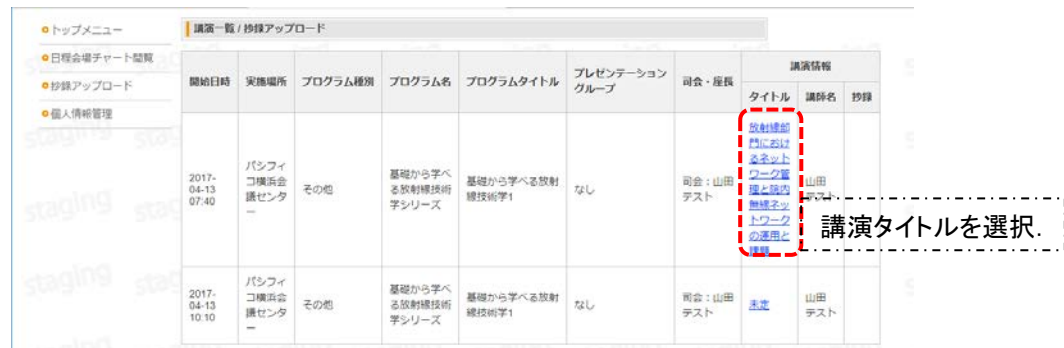 トップメニュー
日程会場チャート閲覧
抄録アップロード
個人情報管理
講演一覧 / 抄録アップロード
開始日時 実施場所 プログラム種別 プログラム名 プログラムタイトル プレゼンテーション
グループ 司会・座長 講演情報
タイトル 講師名 抄録
2017-
04-13
07:40
パシフィ
コ横浜会
議センタ
ー
その他
基礎から学べ
る放射線技術
学シリーズ
基礎から学べる放射
線技術学1
なし
司会：山田
テスト
放射線部
門におけ
るネット
ワーク管
理と院内
無線ネッ
トワーク
の運用と
課題
山田
テスト
講演タイトルを選択.
2017-
04-13
10:10
パシフィ
コ横浜会
議センタ
ー
その他
基礎から学べ
る放射線技術
学シリーズ
基礎から学べる放射
線技術学1
なし
司会：山田
テスト
未定
山田
テスト
staging
staging
staging